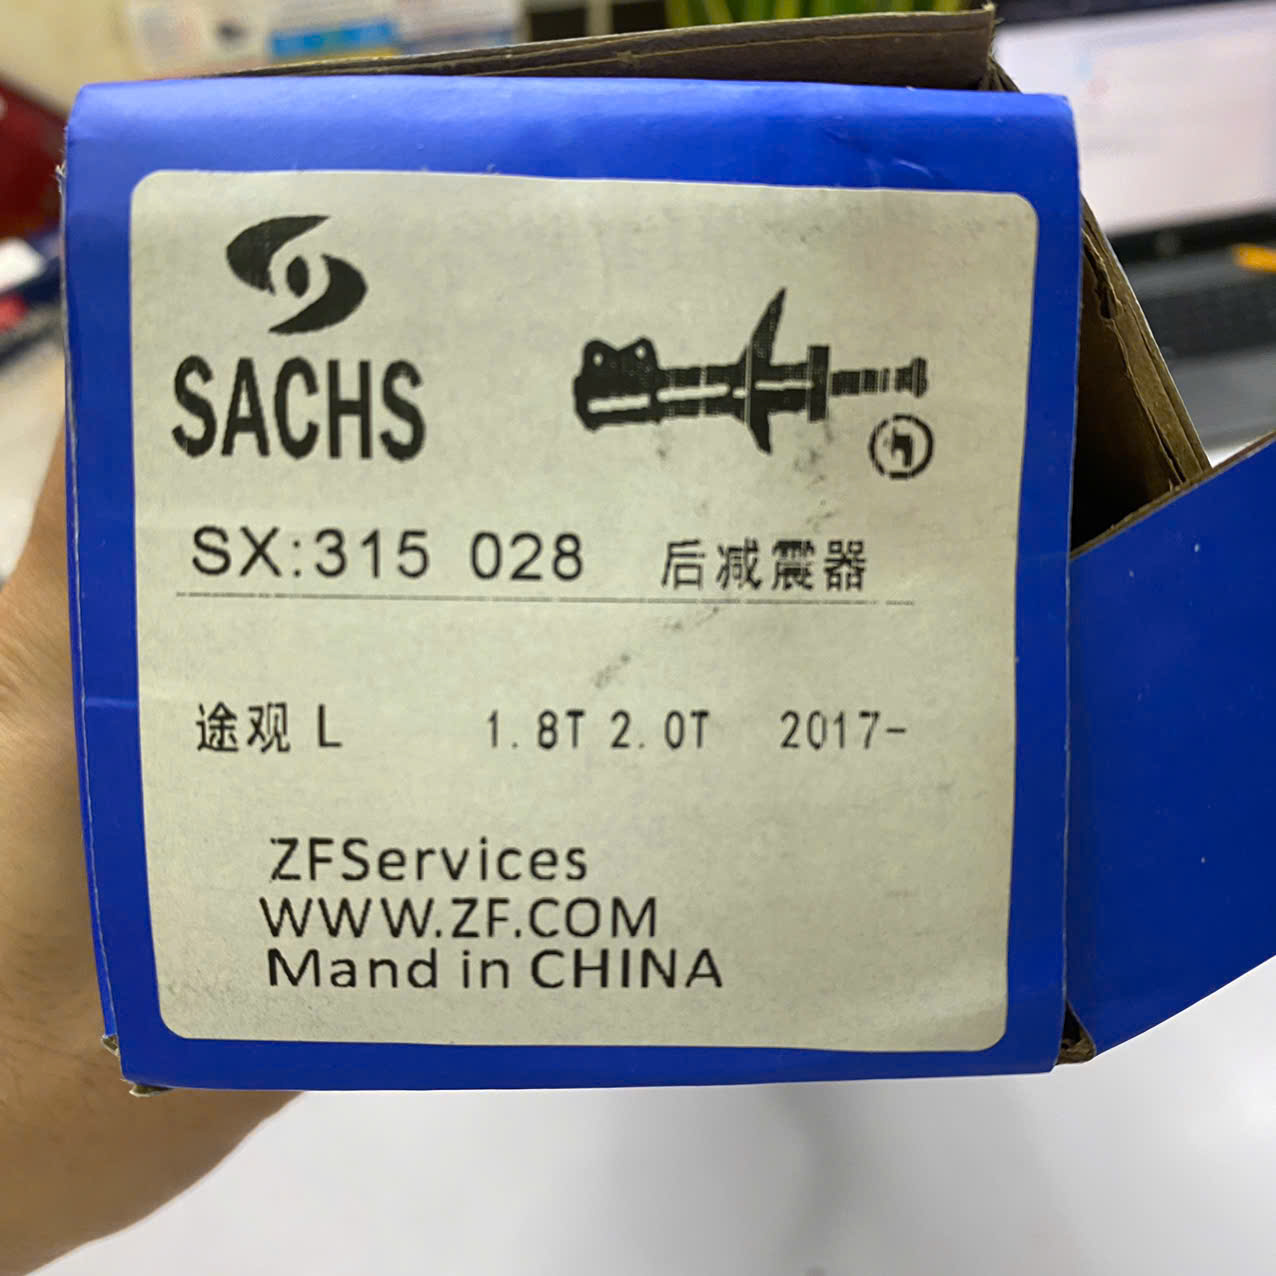 SACHS
SX:315 028 后减震器
途观 L 1.8T 2.0T 2017-
ZFServices
WWW.ZF.COM
Mand in CHINA